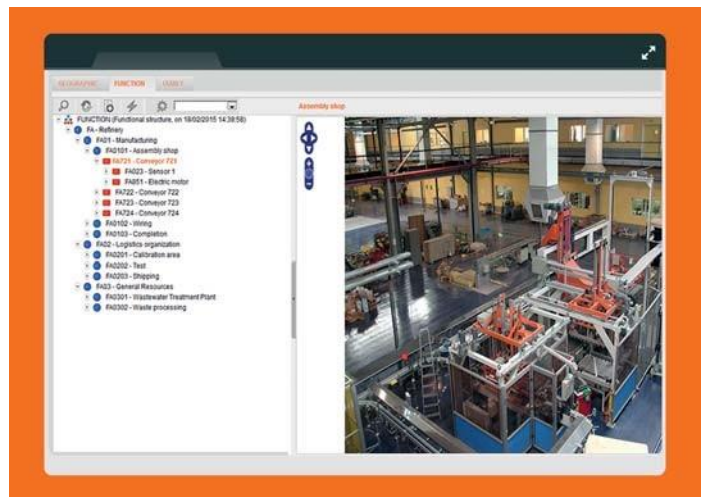 GEOGRAPHIC FUNCTION FAMILY
Assembly shop
FUNCTION (Functional structure, on 18/02/2015 14:38:58)
FA - Refinery
FA01 - Manufacturing
FA0101 - Assembly shop
FA721 - Conveyor 721
FA023 - Sensor 1
FA051 - Electric motor
FA722 - Conveyor 722
FA723 - Conveyor 723
FA724 - Conveyor 724
FA0102 - Wiring
FA0103 - Completion
FA02 - Logistics organization
FA0201 - Calibration area
FA0202 - Test
FA0203 - Shipping
FA03 - General Resources
FA0301 - Wastewater Treatment Plant
FA0302 - Waste processing